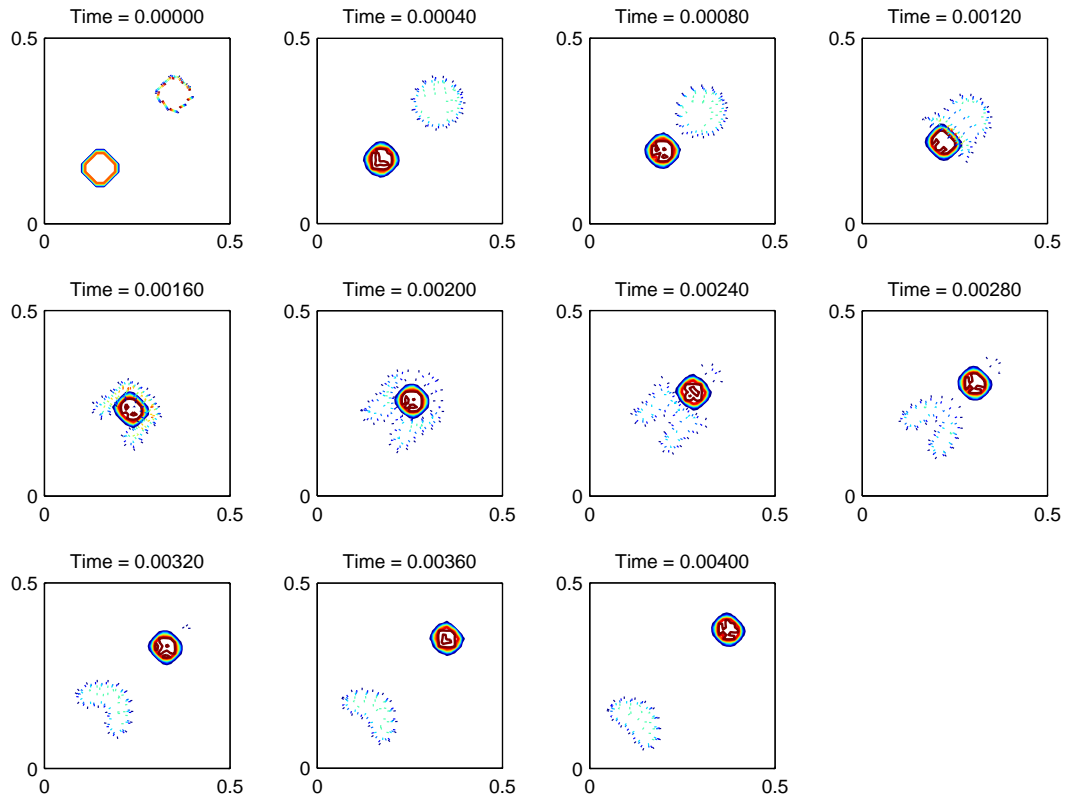 Time = 0.00000 Time = 0.00040 Time = 0.00080 Time = 0.00120
0.5 0.5 0.5 0.5
0 0 0 0
0 0.5 0 0.5 0 0.5 0 0.5
Time = 0.00160 Time = 0.00200 Time = 0.00240 Time = 0.00280
0.5 0.5 0.5 0.5
0 0 0 0
0 0.5 0 0.5 0 0.5 0 0.5
Time = 0.00320 Time = 0.00360 Time = 0.00400
0.5 0.5 0.5
0 0 0
0 0.5 0 0.5 0 0.5